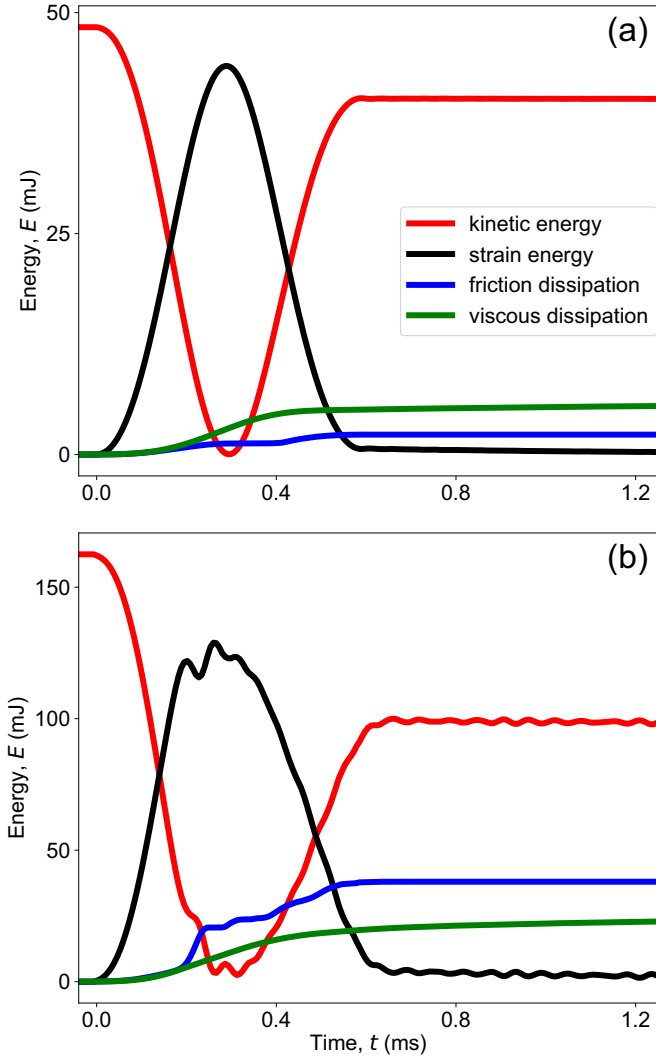 (a)
50
25
0
Energy, E (mJ)
kinetic energy
strain energy
friction dissipation
viscous dissipation
0.0 0.4 0.8 1.2
(b)
150
100
50
0
Energy, E (mJ)
0.0 0.4 0.8 1.2
Time, t (ms)